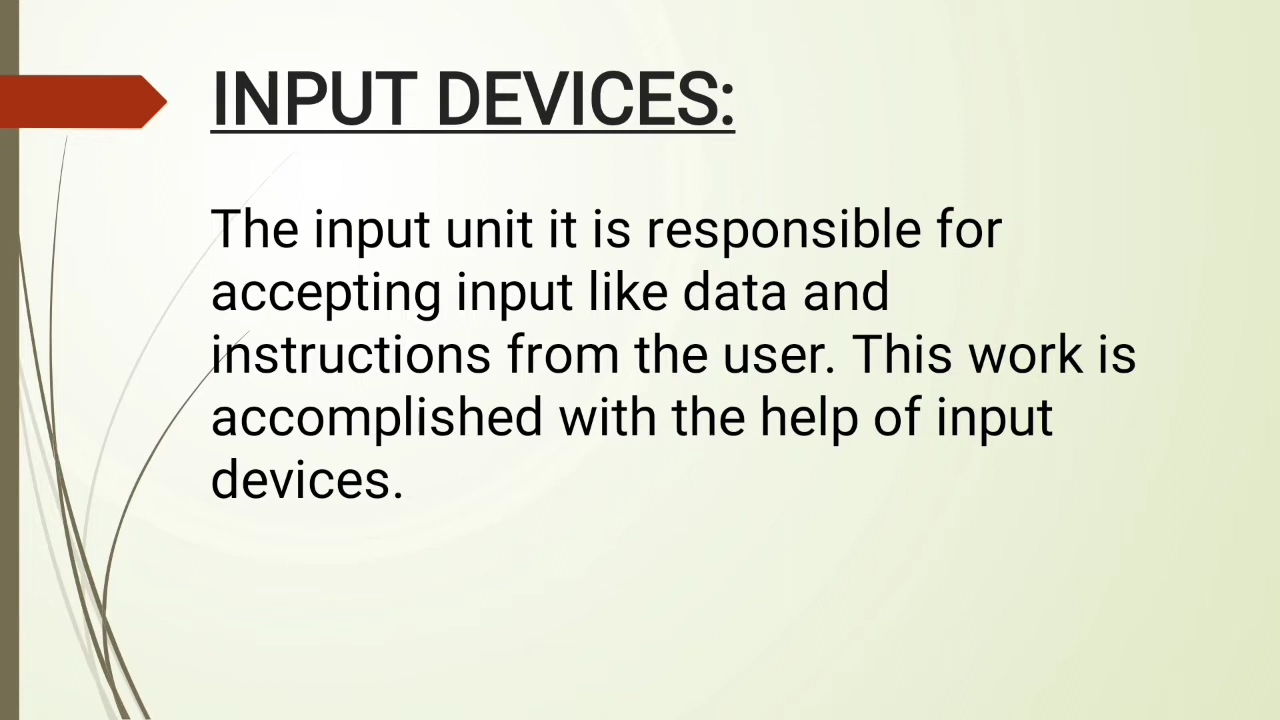 INPUT DEVICES:
The input unit it is responsible for
accepting input like data and
instructions from the user. This work is
accomplished with the help of input
devices.